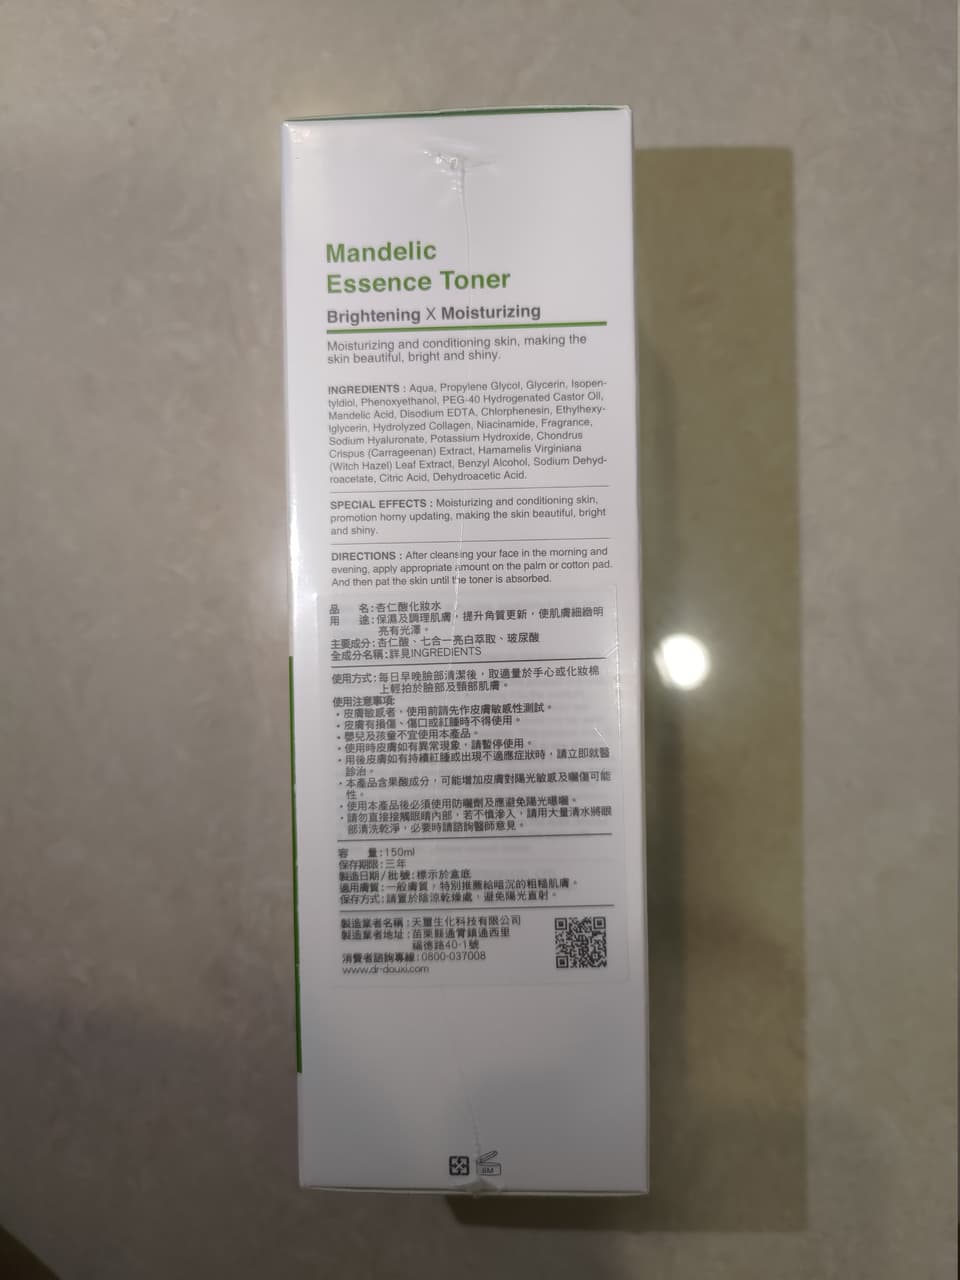 Mandelic
Essence Toner
Brightening X Moisturizing
Moisturizing and conditioning skin, making the
skin beautiful, bright and shiny.
INGREDIENTS : Aqua, Propylene Glycol, Glycerin, Isopen-
tyldiol, Phenoxyethanol, PEG-40 Hydrogenated Castor Oil,
Mandelic Acid, Disodium EDTA, Chlorphenesin, Ethylhexy-
lglycerin, Hydrolyzed Collagen, Niacinamide, Fragrance,
Sodium Hyaluronate, Potassium Hydroxide, Chondrus
Crispus (Carrageenan) Extract, Hamamelis Virginiana
(Witch Hazel) Leaf Extract, Benzyl Alcohol, Sodium Dehyd-
roacetate, Citric Acid, Dehydroacetic Acid.
SPECIAL EFFECTS : Moisturizing and conditioning skin,
promotion horny updating, making the skin beautiful, bright
and shiny.
DIRECTIONS : After cleansing your face in the morning and
evening, apply appropriate amount on the palm or cotton pad.
And then pat the skin until the toner is absorbed.
品　　名:杏仁酸化妝水
用　　途:保濕及調理肌膚，提升角質更新，使肌膚細緻明
亮有光澤。
主要成分:杏仁酸、七合一亮白萃取、玻尿酸
全成分名稱:詳見INGREDIENTS
使用方式:每日早晚臉部清潔後，取適量於手心或化妝棉
上輕拍於臉部及頸部肌膚。
使用注意事項:
・皮膚敏感者，使用前請先作皮膚敏感性測試。
・皮膚有損傷、傷口或紅腫時不得使用。
・嬰兒及孩童不宜使用本產品。
・使用時皮膚如有異常現象，請暫停使用。
・用後皮膚如有持續紅腫或出現不適應症狀時，請立即就醫
診治。
・本產品含果酸成分，可能增加皮膚對陽光敏感及曬傷可能
性。
・使用本產品後必須使用防曬劑及應避免陽光曝曬。
・請勿直接接觸眼睛內部，若不慎滲入，請用大量清水將眼
部清洗乾淨，必要時請諮詢醫師意見。
容　　量:150ml
保存期限:三年
製造日期/批號:標示於盒底
適用膚質:一般膚質，特別推薦給暗沉的粗糙肌膚。
保存方式:請置於陰涼乾燥處，避免陽光直射。
製造業者名稱:天璽生化科技有限公司
製造業者地址:苗栗縣通霄鎮通西里
福德路40-1號
消費者諮詢專線:0800-037008
www.dr-douxi.com